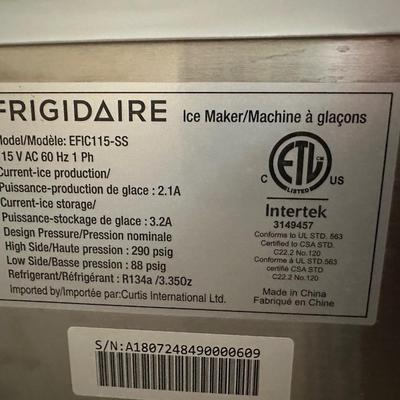 FRIGIDAIRE Ice Maker/Machine à glaçons
Model/Modèle: EFIC115-SS
115 V AC 60 Hz 1 Ph
Current-ice production/
Puissance-production de glace : 2.1A
Current-ice storage/
Puissance-stockage de glace : 3.2A
Design Pressure/Pression nominale
High Side/Haute pression : 290 psig
Low Side/Basse pression : 88 psig
Refrigerant/Réfrigérant : R134a /3.35oz
Imported by/Importé par :Curtis International Ltd.
ETL CM
LISTED
C US
Intertek
3149457
Conforms to UL STD. 563
Certified to CSA STD.
C22.2 No.120
Conforme à UL STD .563
certifié CSA STD
C22.2 No.120
Made in China
Fabriqué en Chine
S/N:A1807248490000609